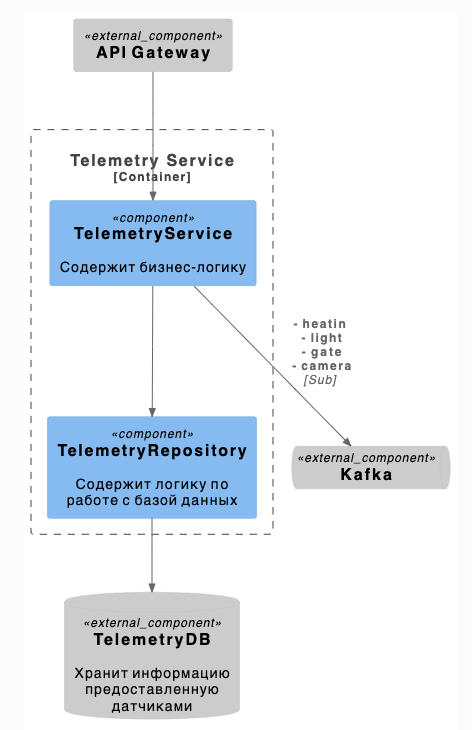 «external_component»
API Gateway
Telemetry Service
[Container]
«component»
TelemetryService
Содержит бизнес-логику
- heatin
- light
- gate
- camera
[Sub]
«component»
TelemetryRepository
Содержит логику по
работе с базой данных
«external_component»
Kafka
«external_component»
TelemetryDB
Хранит информацию
предоставленную
датчиками